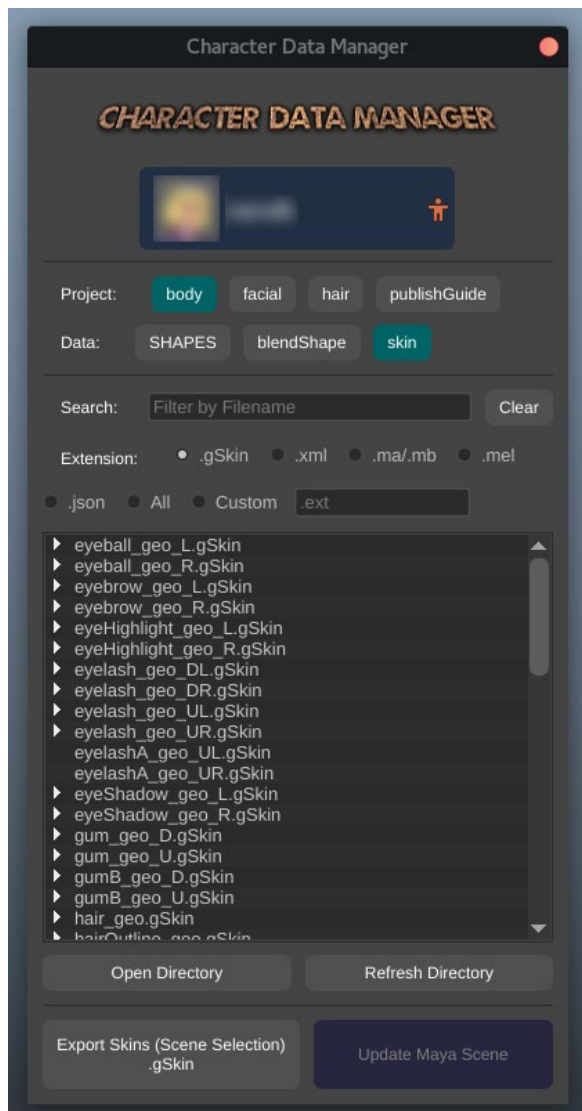 Character Data Manager
CHARACTER DATA MANAGER
Project: body facial hair publishGuide
Data: SHAPES blendShape skin
Search: Filter by Filename Clear
Extension: .gSkin .xml .ma/.mb .mel
.json All Custom .ext
eyeball_geo_L.gSkin
eyeball_geo_R.gSkin
eyebrow_geo_L.gSkin
eyebrow_geo_R.gSkin
eyeHighlight_geo_L.gSkin
eyeHighlight_geo_R.gSkin
eyelash_geo_DL.gSkin
eyelash_geo_DR.gSkin
eyelash_geo_UL.gSkin
eyelash_geo_UR.gSkin
eyelashA_geo_UL.gSkin
eyelashA_geo_UR.gSkin
eyeShadow_geo_L.gSkin
eyeShadow_geo_R.gSkin
gum_geo_D.gSkin
gum_geo_U.gSkin
gumB_geo_D.gSkin
gumB_geo_U.gSkin
hair_geo.gSkin
hairOutline_geo.gSkin
Open Directory Refresh Directory
Export Skins (Scene Selection)
.gSkin
Update Maya Scene